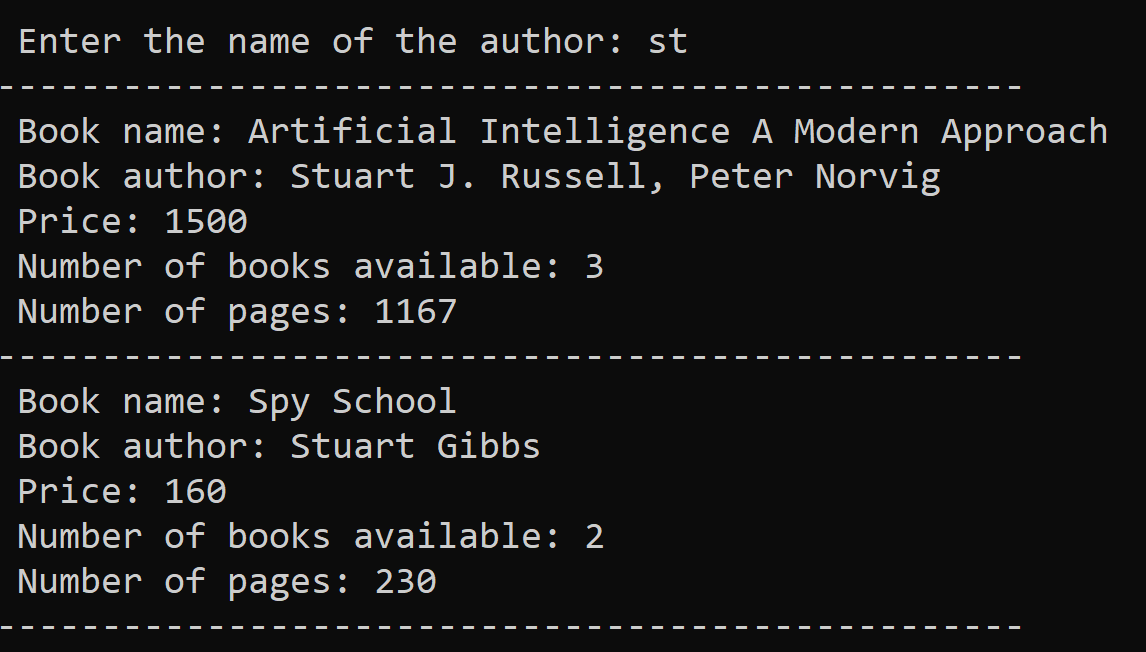 Enter the name of the author: st
-------------------------------------------------
Book name: Artificial Intelligence A Modern Approach
Book author: Stuart J. Russell, Peter Norvig
Price: 1500
Number of books available: 3
Number of pages: 1167
-------------------------------------------------
Book name: Spy School
Book author: Stuart Gibbs
Price: 160
Number of books available: 2
Number of pages: 230
-------------------------------------------------